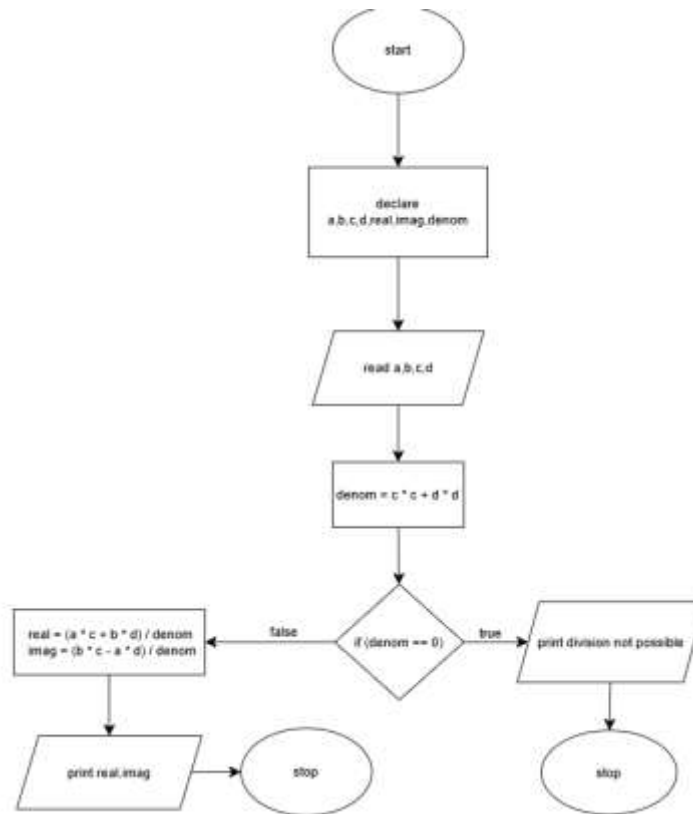 start
declare
a,b,c,d,real,imag,denom
read a,b,c,d
denom = c * c + d * d
if (denom == 0)
false
true
real = (a * c + b * d) / denom
imag = (b * c - a * d) / denom
print division not possible
print real,imag
stop
stop